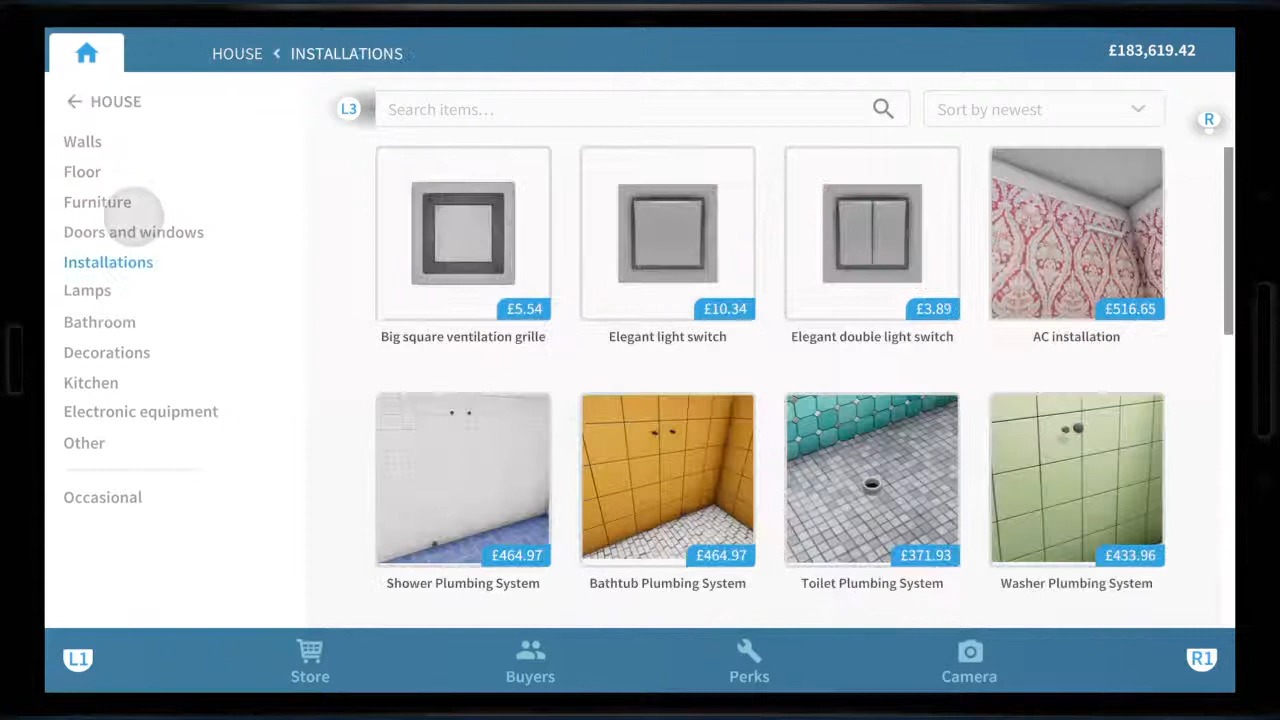 HOUSE < INSTALLATIONS
£183,619.42
HOUSE
Walls
Floor
Furniture
Doors and windows
Installations
Lamps
Bathroom
Decorations
Kitchen
Electronic equipment
Other
Occasional
L3
Search items...
Sort by newest
R
£5.54
£10.34
£3.89
£516.65
Big square ventilation grille
Elegant light switch
Elegant double light switch
AC installation
£464.97
£464.97
£371.93
£433.96
Shower Plumbing System
Bathtub Plumbing System
Toilet Plumbing System
Washer Plumbing System
L1
Store
Buyers
Perks
Camera
R1